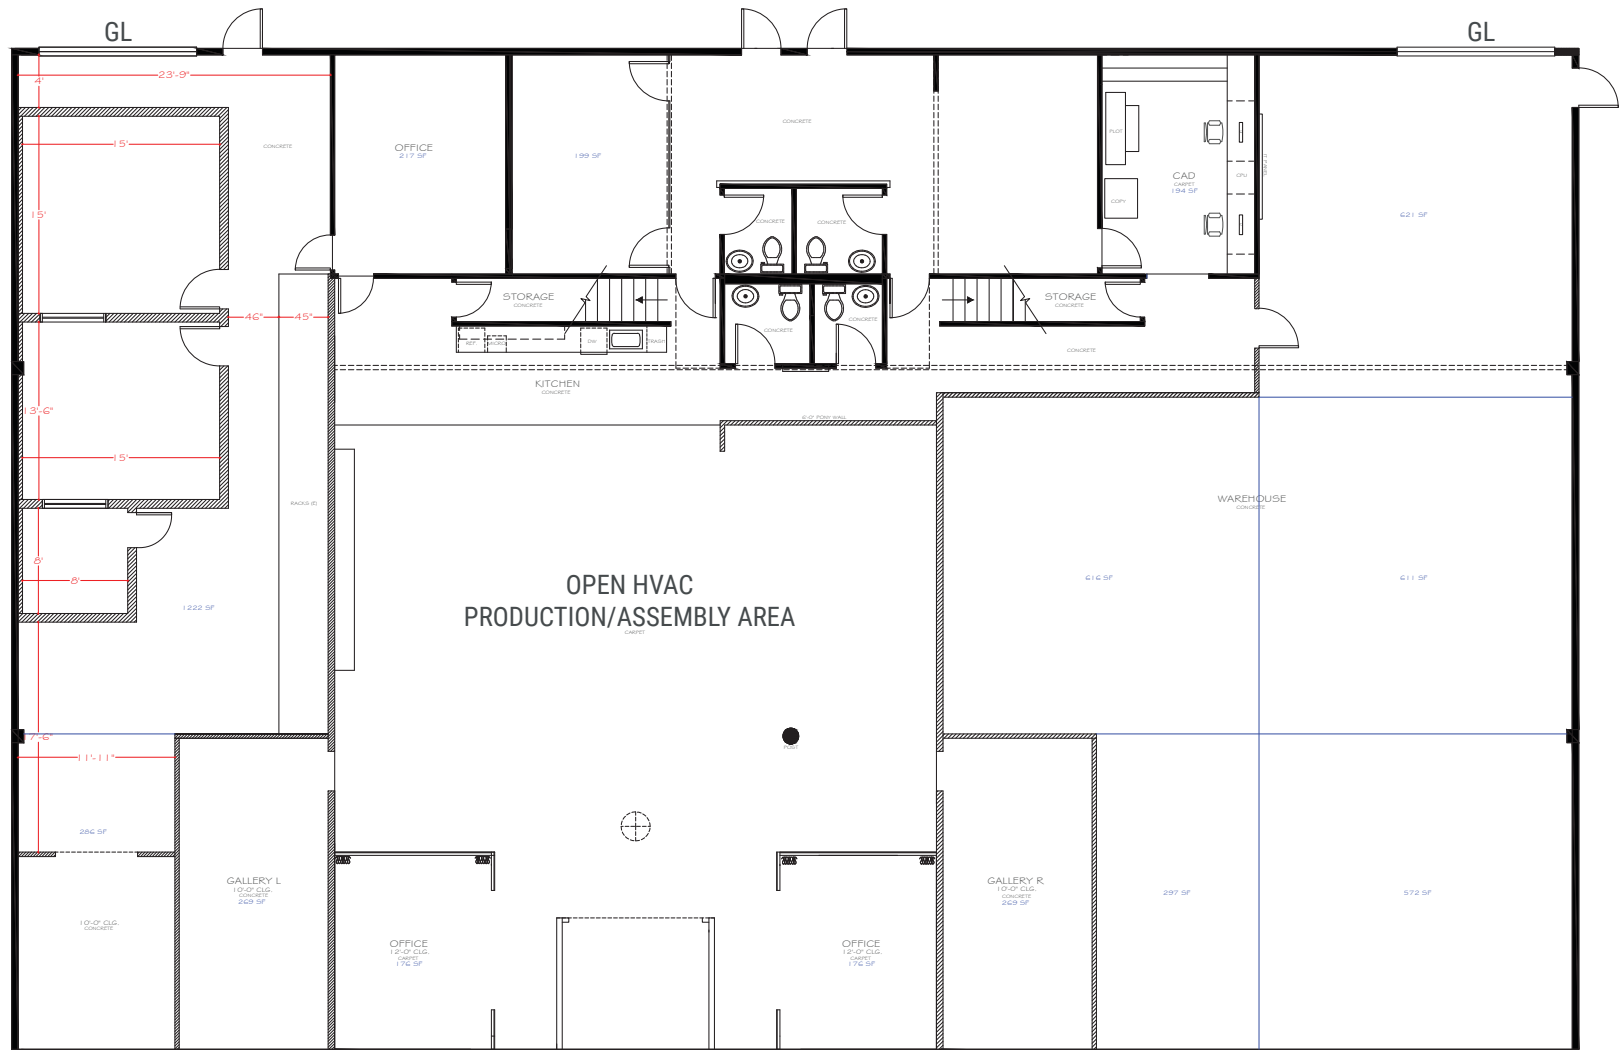 GL
GL
23'-9"
4'
15'
CONCRETE
OFFICE
217 SF
199 SF
CONCRETE
PLOT
COPY
CAD
CARPET
194 SF
CPU
621 SF
15'
CONCRETE
CONCRETE
46"
45"
STORAGE
CONCRETE
STORAGE
CONCRETE
CONCRETE
CONCRETE
REF.
MICRO
DW
TRASH
CONCRETE
KITCHEN
CONCRETE
6'-0" PONY WALL
13'-6"
15'
RACKS (E)
WAREHOUSE
CONCRETE
8'
8'
1222 SF
OPEN HVAC
PRODUCTION/ASSEMBLY AREA
CARPET
616 SF
611 SF
17'-6"
11'-11"
POST
286 SF
GALLERY L
10'-0" CLG.
CONCRETE
269 SF
GALLERY R
10'-0" CLG.
CONCRETE
269 SF
297 SF
572 SF
10'-0" CLG.
CONCRETE
OFFICE
12'-0" CLG.
CARPET
176 SF
OFFICE
12'-0" CLG.
CARPET
176 SF